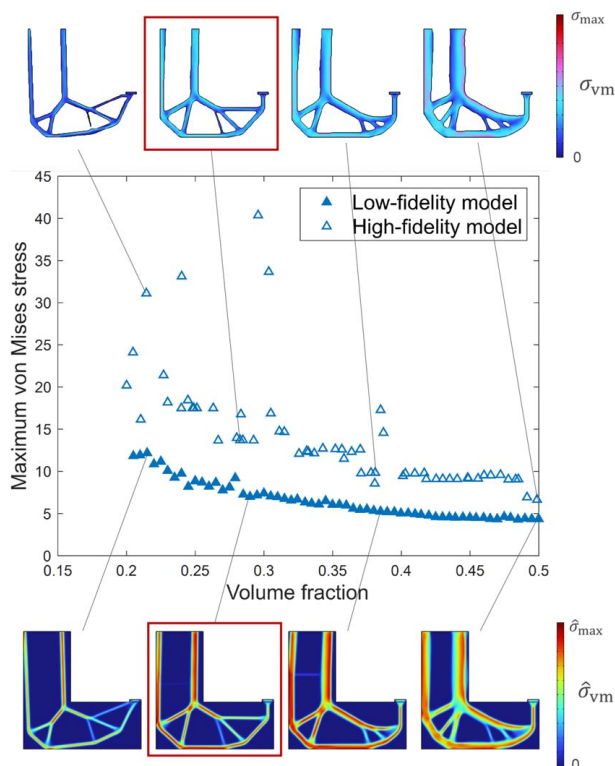 σmax
σvm
0
45
40
35
30
25
20
15
10
5
0
Maximum von Mises stress
Low-fidelity model
High-fidelity model
0.15 0.2 0.25 0.3 0.35 0.4 0.45 0.5
Volume fraction
σ̂max
σ̂vm
0